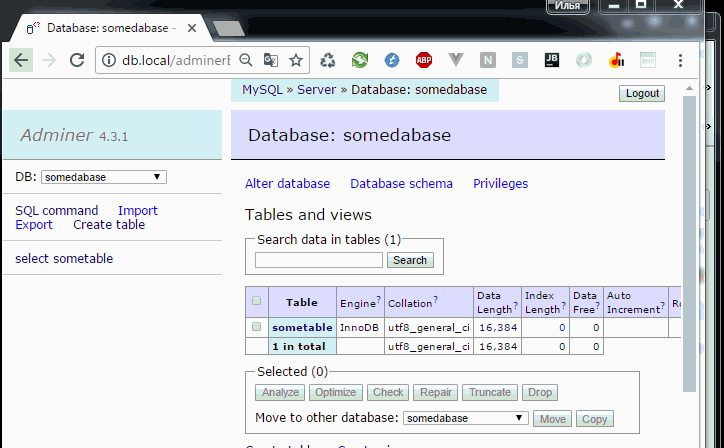 Илья
Database: somedabase -
db.local/adminerE
ABP
N
S
JB
PHP
MySQL » Server » Database: somedabase
Logout
Adminer 4.3.1
Database: somedabase
DB: somedabase
Alter database Database schema Privileges
SQL command Import
Export Create table
Tables and views
select sometable
Search data in tables (1)
Search
Table Engine? Collation? Data Length? Index Length? Data Free? Auto Increment? Ro
sometable InnoDB utf8_general_ci 16,384 0 0
1 in total utf8_general_ci 16,384 0 0
Selected (0)
Analyze Optimize Check Repair Truncate Drop
Move to other database: somedabase Move Copy